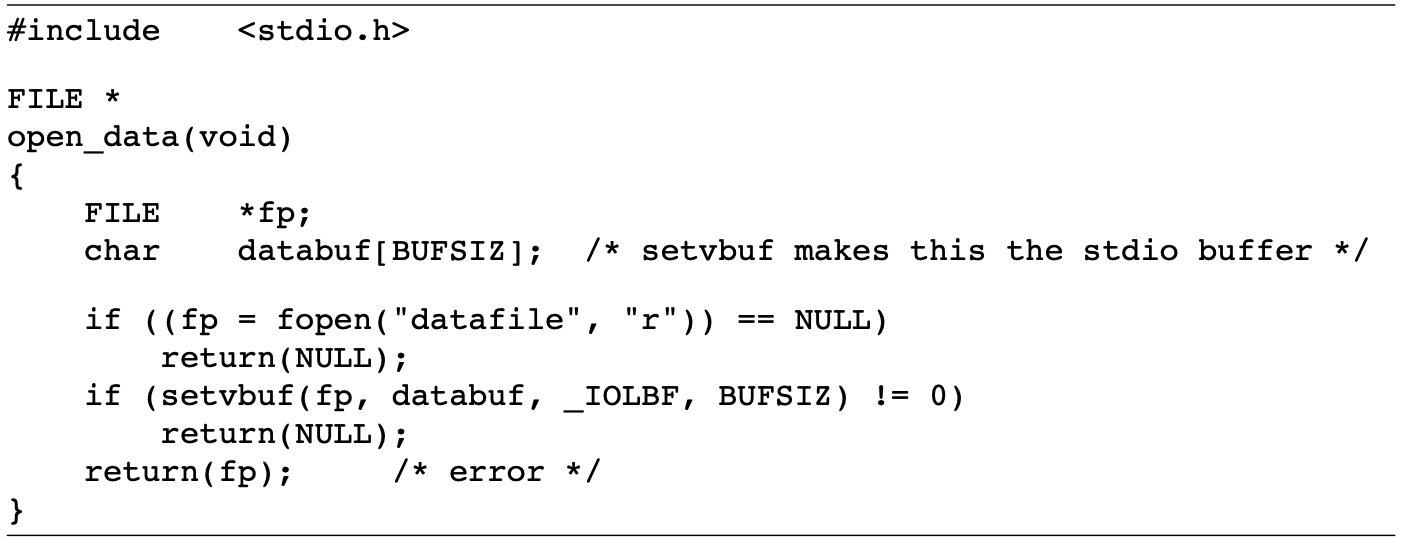 #include    <stdio.h>
FILE *
open_data(void)
{
    FILE    *fp;
    char    databuf[BUFSIZ];  /* setvbuf makes this the stdio buffer */
    if ((fp = fopen("datafile", "r")) == NULL)
        return(NULL);
    if (setvbuf(fp, databuf, _IOLBF, BUFSIZ) != 0)
        return(NULL);
    return(fp);     /* error */
}